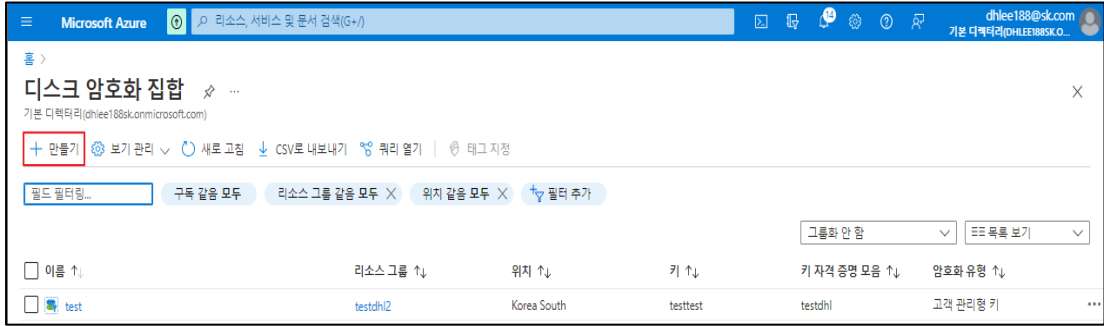 Microsoft Azure
리소스, 서비스 및 문서 검색(G+/)
14
dhlee188@sk.com
기본 디렉터리(DHLEE188SK.O...
홈 >
디스크 암호화 집합
기본 디렉터리(dhlee188sk.onmicrosoft.com)
+ 만들기 보기 관리 새로 고침 CSV로 내보내기 쿼리 열기 태그 지정
필드 필터링... 구독 같음 모두 리소스 그룹 같음 모두 위치 같음 모두 필터 추가
그룹화 안 함 목록 보기
이름 ↑↓ 리소스 그룹 ↑↓ 위치 ↑↓ 키 ↑↓ 키 자격 증명 모음 ↑↓ 암호화 유형 ↑↓
test testdhl2 Korea South testtest testdhl 고객 관리형 키 ...